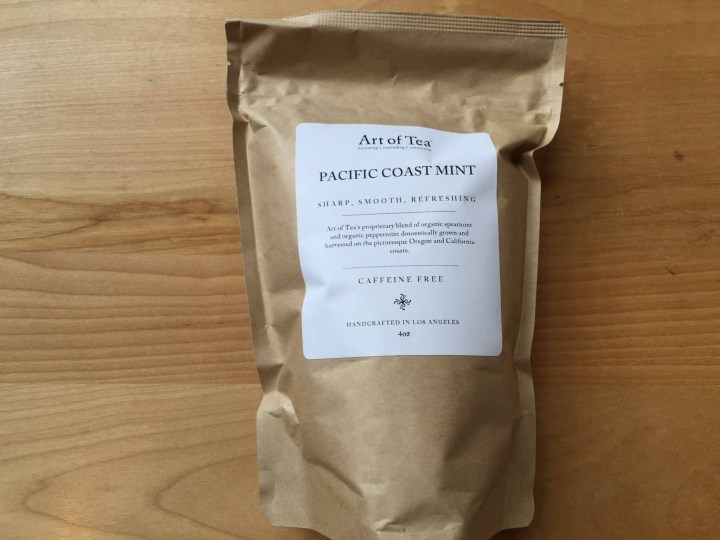 Art of Tea
PACIFIC COAST MINT
SHARP, SMOOTH, REFRESHING
Art of Tea's proprietary blend of organic spearmint
and organic peppermint domestically grown and
harvested on the picturesque Oregon and California
coasts.
CAFFEINE FREE
HANDCRAFTED IN LOS ANGELES
4oz